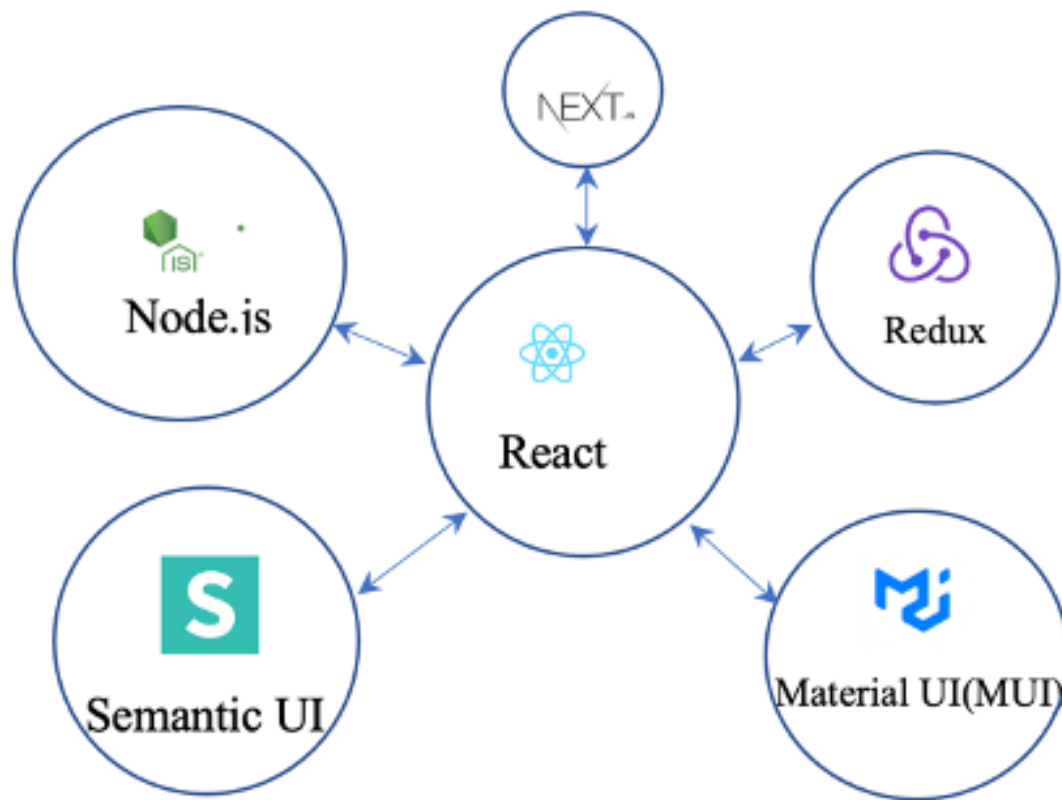 NEXT.js
Node.js
Redux
React
S
Semantic UI
Material UI(MUI)